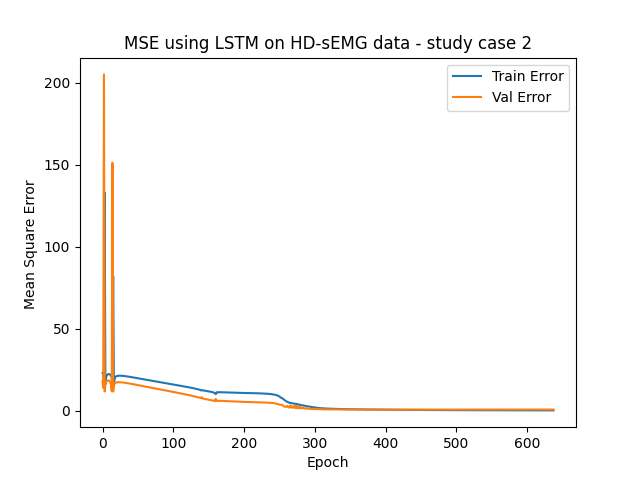 MSE using LSTM on HD-sEMG data - study case 2
Train Error
Val Error
200
150
100
50
0
Mean Square Error
0 100 200 300 400 500 600
Epoch